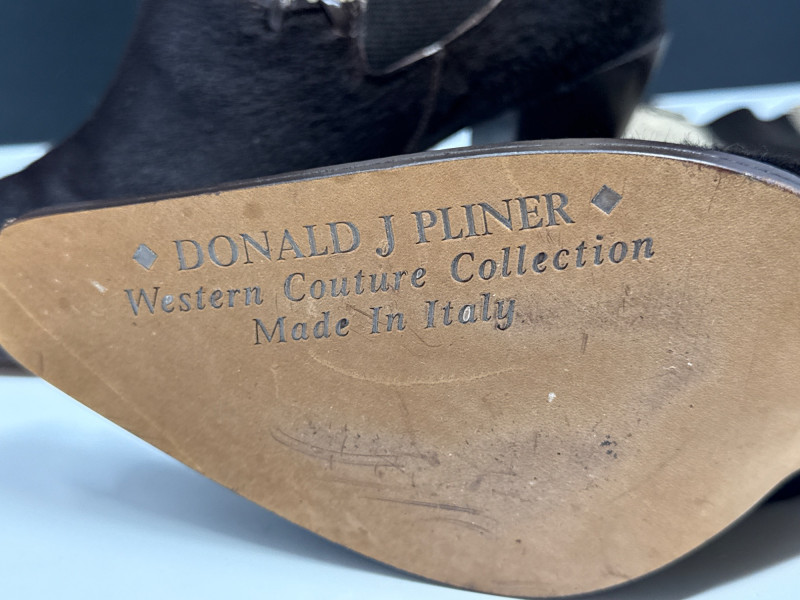 DONALD J PLINER
Western Couture Collection
Made In Italy